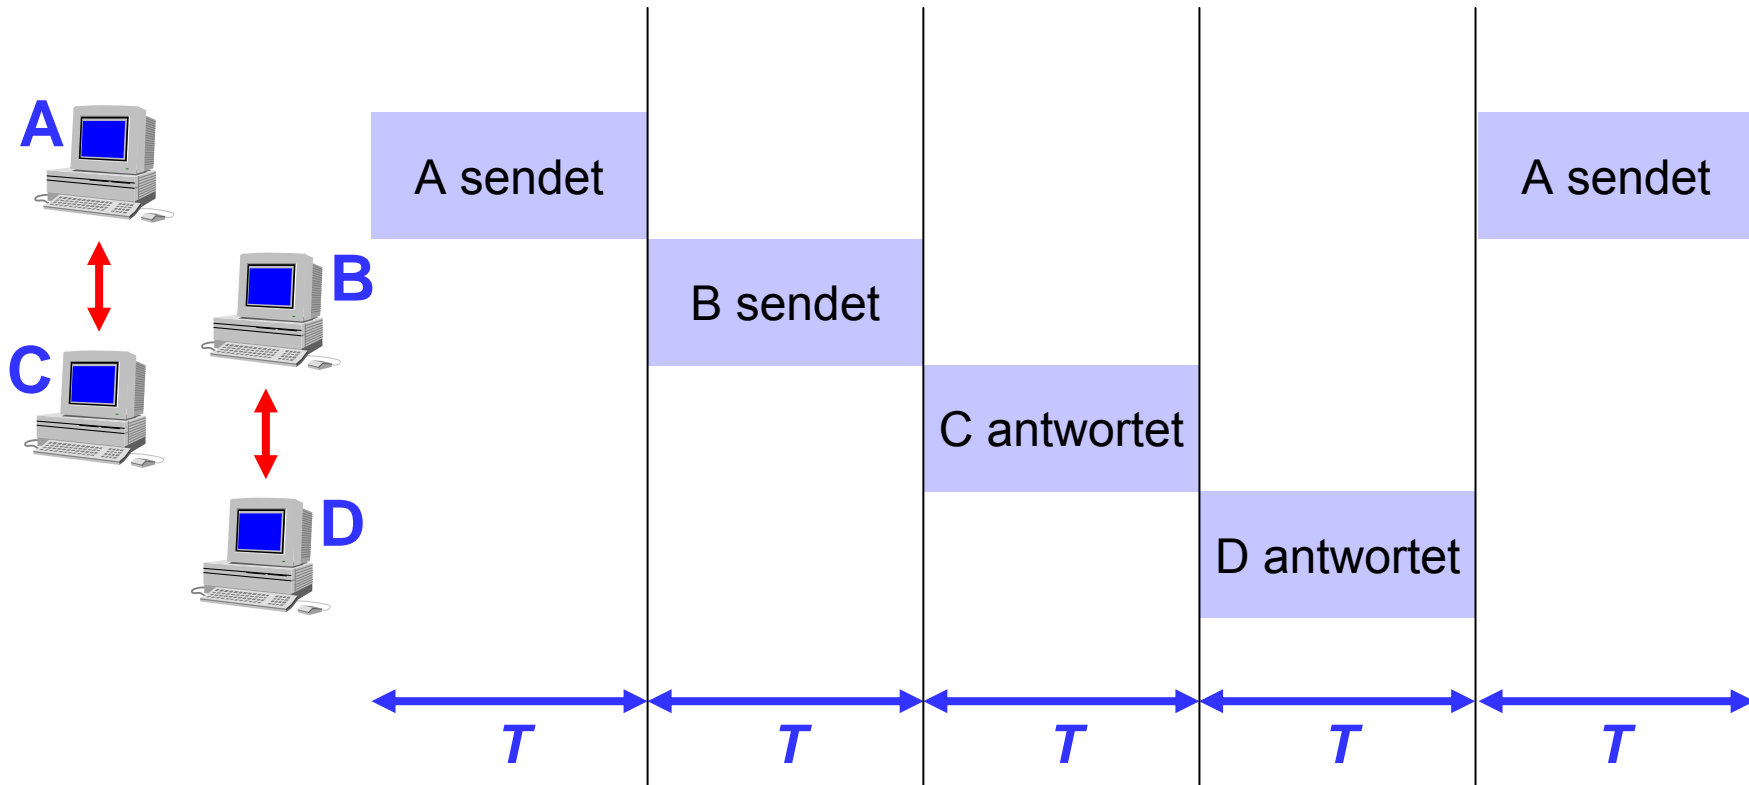 A
B
C
D
A sendet
B sendet
C antwortet
D antwortet
A sendet
T
T
T
T
T